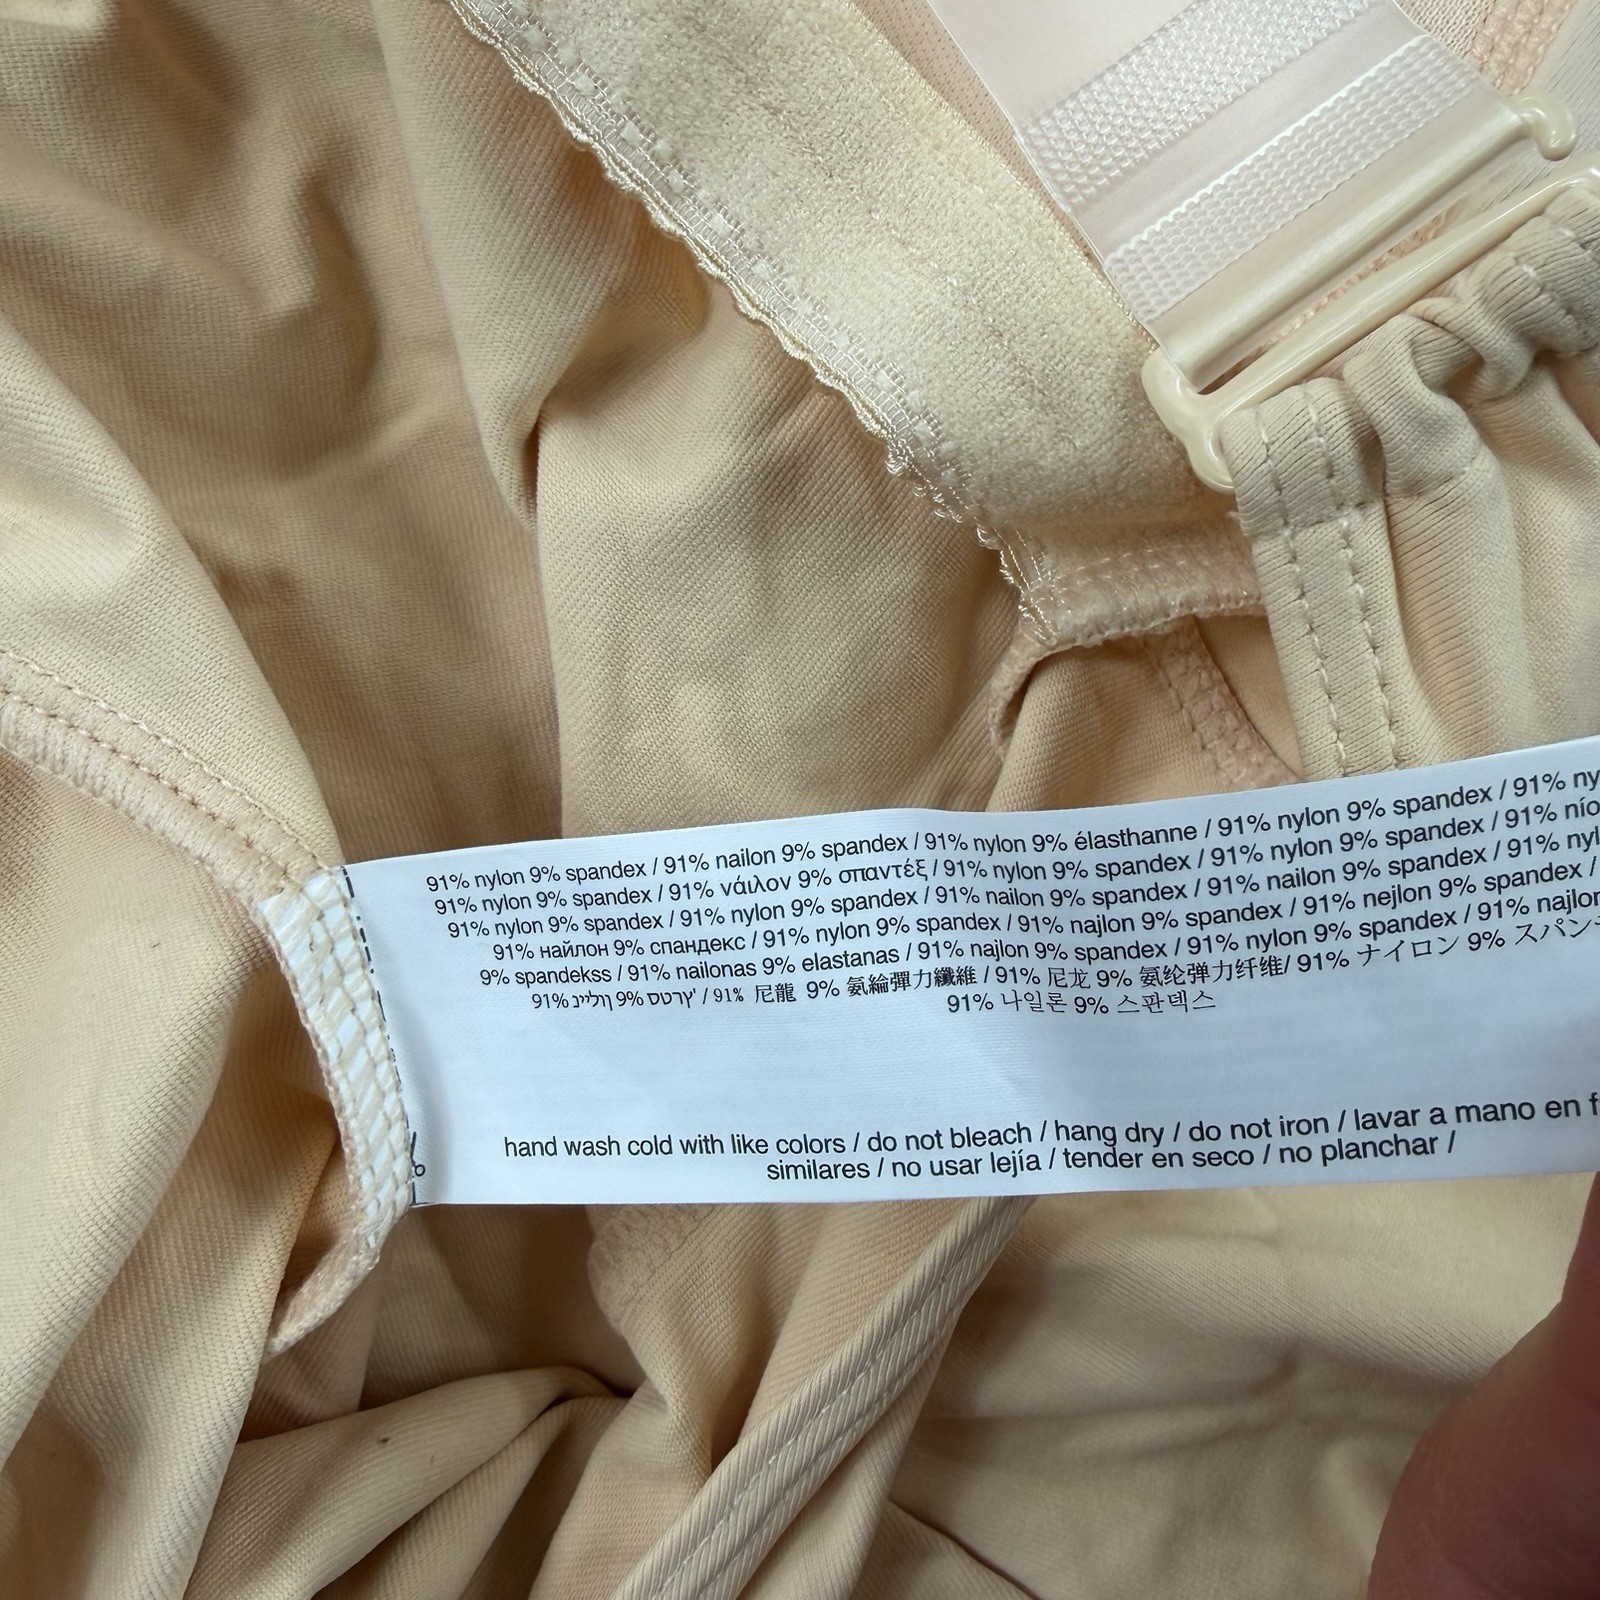 91% nylon 9% spandex / 91% nailon 9% spandex / 91% nylon 9% élasthanne / 91% nylon 9% spandex / 91%
91% nylon 9% spandex / 91% νάιλον 9% σπαντέξ / 91% nylon 9% spandex / 91% nylon 9% spandex / 91%
91% nylon 9% spandex / 91% nylon 9% spandex / 91% nailon 9% spandex / 91% nailon 9% spandex / 91%
91% найлон 9% спандекс / 91% nylon 9% spandex / 91% najlon 9% spandex / 91% nejlon 9% spandex /
9% spandekss / 91% nailonas 9% elastanas / 91% najlon 9% spandex / 91% nylon 9% spandex / 91%
91% ניילון 9% סטרץ' / 91% 尼龍 9% 氨綸彈力纖維 / 91% 尼龙 9% 氨纶弹力纤维/ 91% ナイロン 9%
91% 나일론 9% 스판덱스
hand wash cold with like colors / do not bleach / hang dry / do not iron / lavar a mano en
similares / no usar lejía / tender en seco / no planchar /